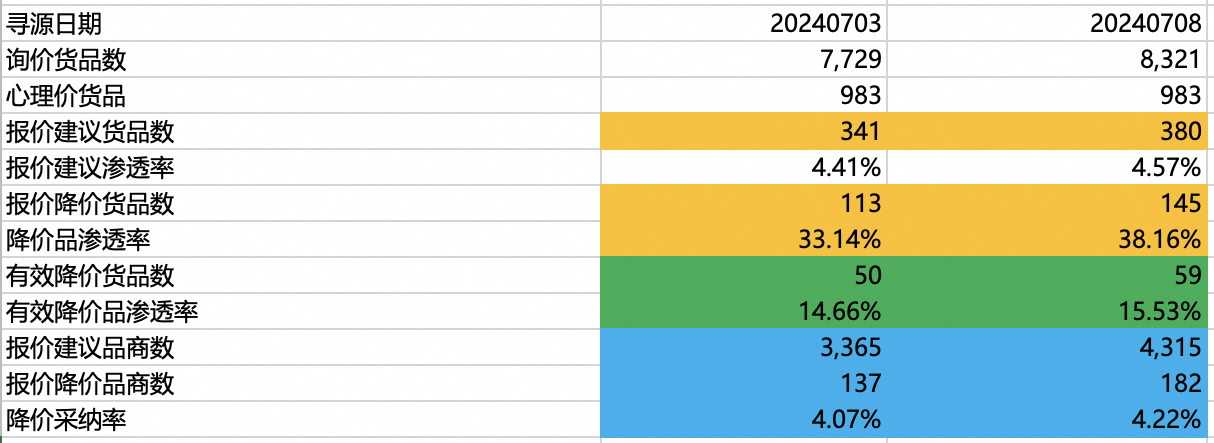 寻源日期 20240703 20240708
询价货品数 7,729 8,321
心理价货品 983 983
报价建议货品数 341 380
报价建议渗透率 4.41% 4.57%
报价降价货品数 113 145
降价品渗透率 33.14% 38.16%
有效降价货品数 50 59
有效降价品渗透率 14.66% 15.53%
报价建议品商数 3,365 4,315
报价降价品商数 137 182
降价采纳率 4.07% 4.22%